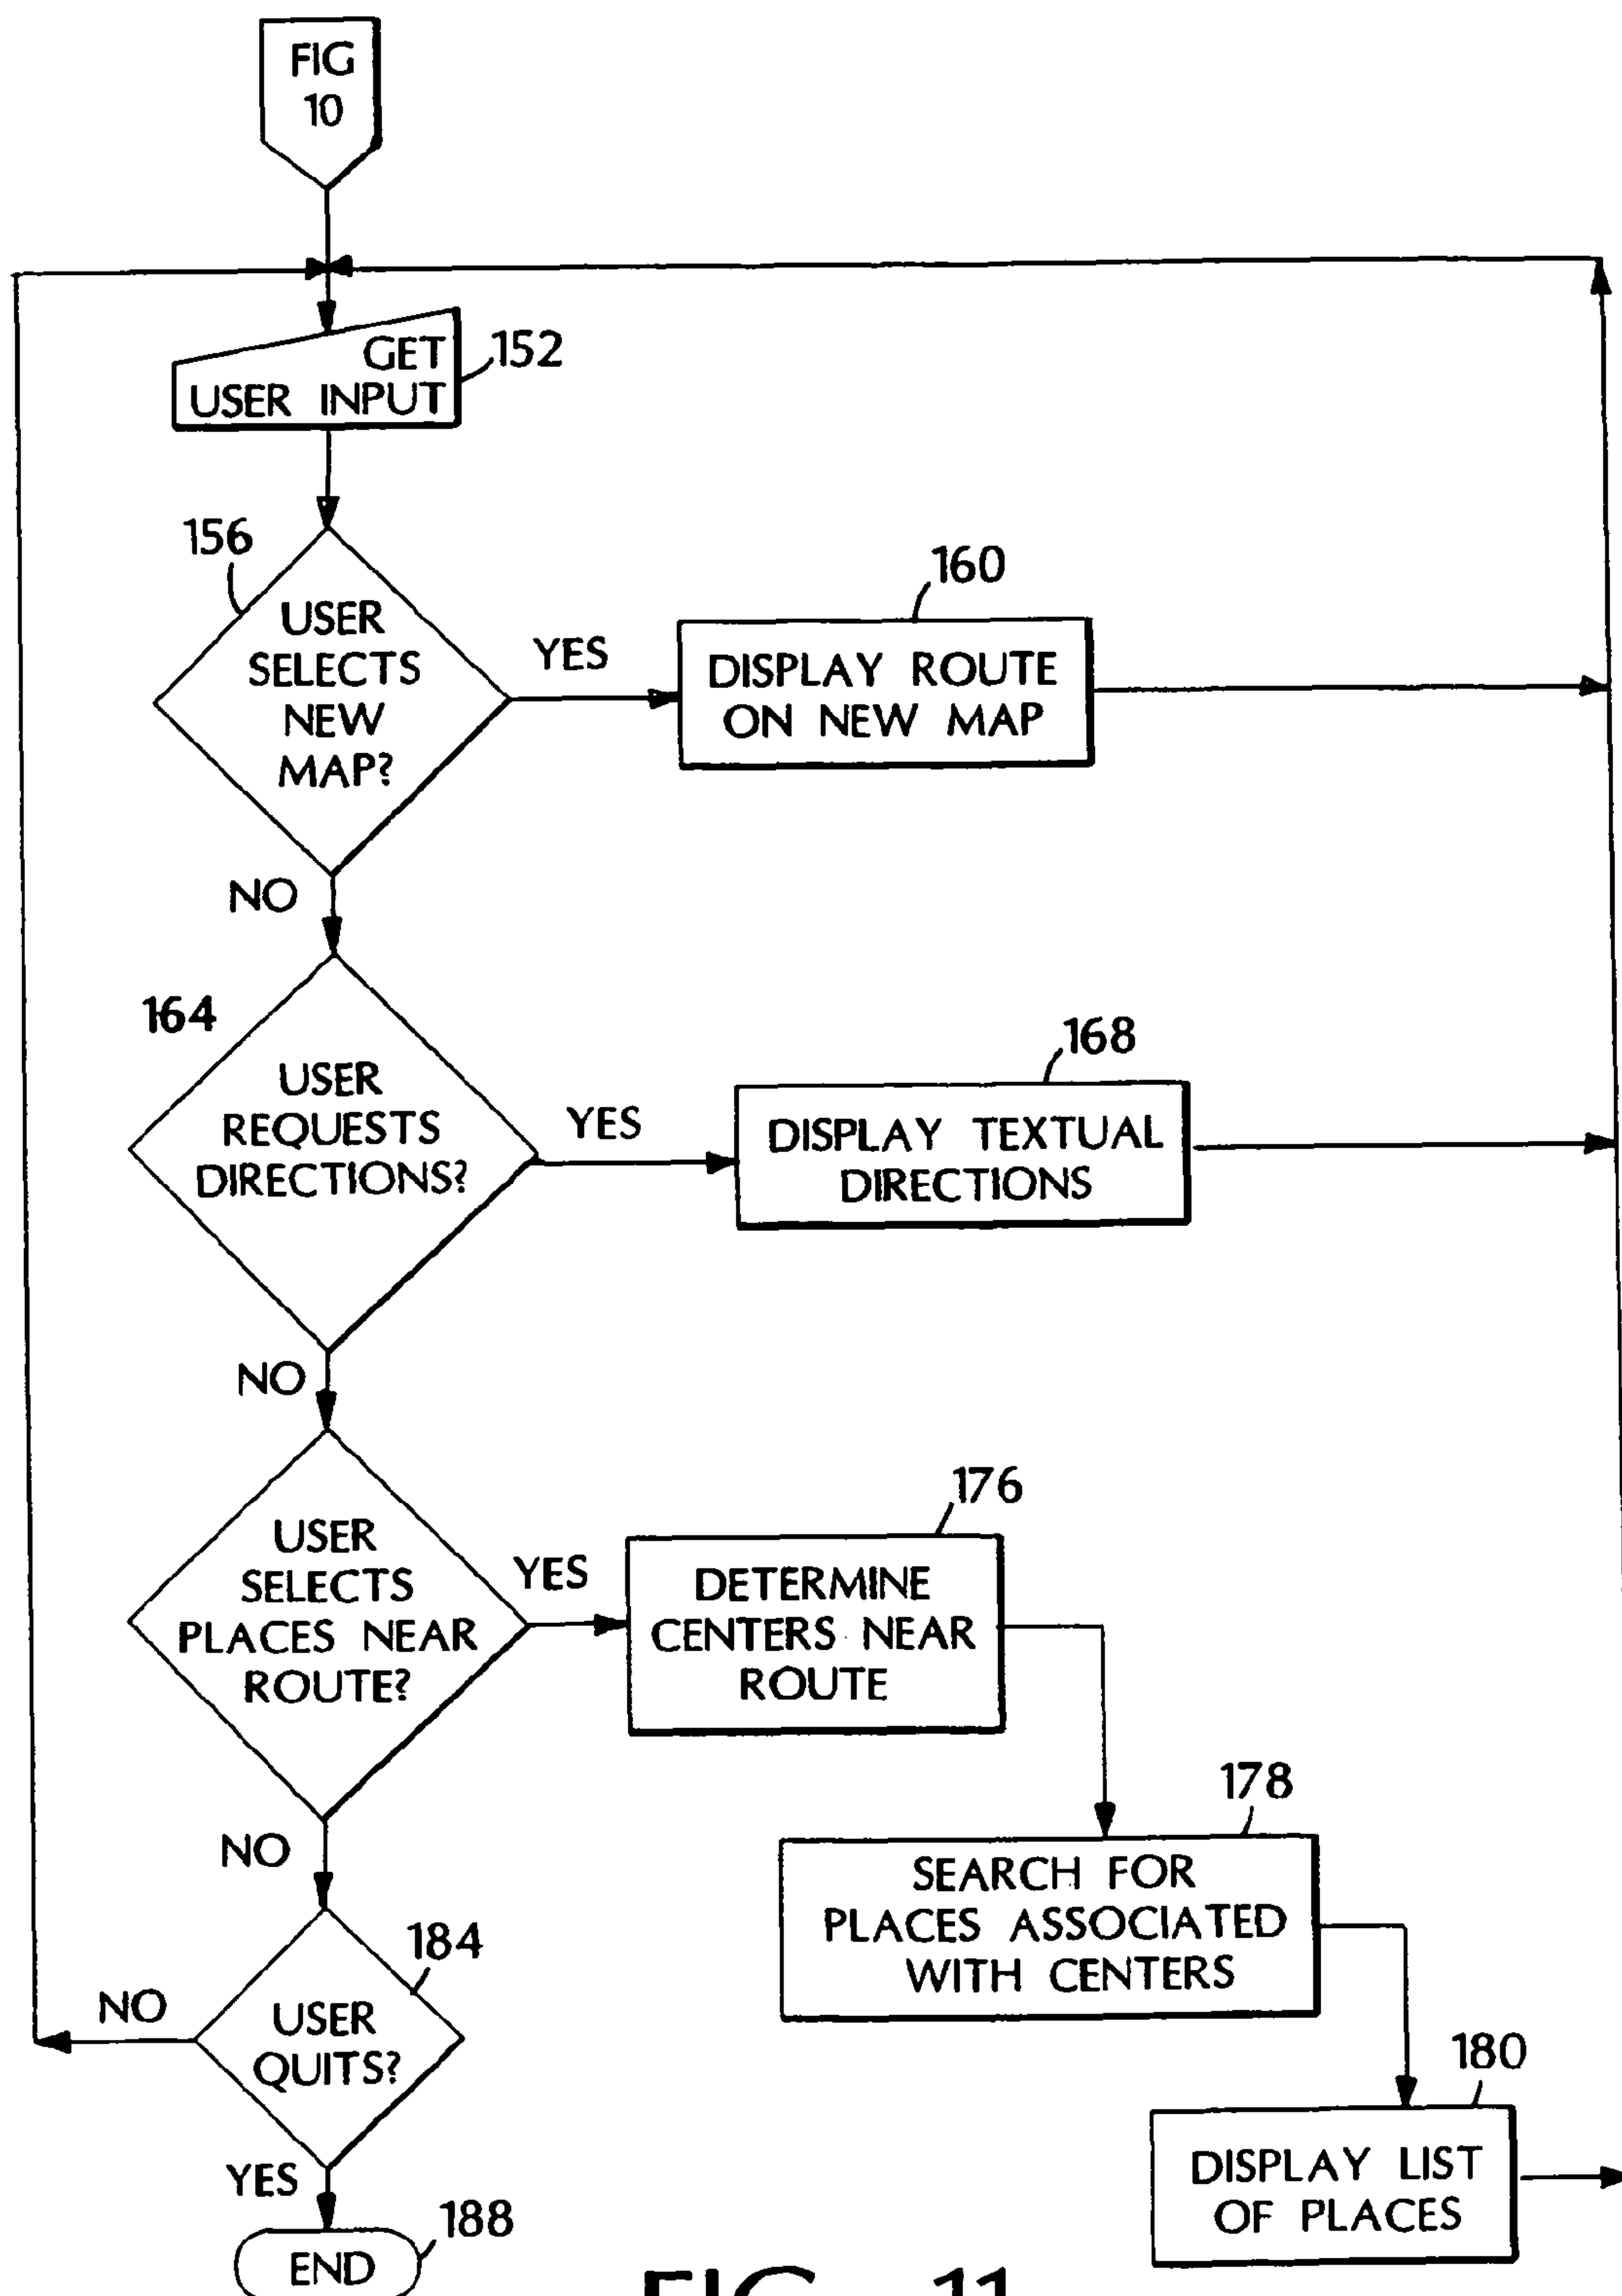 FIG
10
GET
USER INPUT
152
156
USER
SELECTS
NEW
MAP?
YES
160
DISPLAY ROUTE
ON NEW MAP
NO
164
USER
REQUESTS
DIRECTIONS?
YES
168
DISPLAY TEXTUAL
DIRECTIONS
NO
USER
SELECTS
PLACES NEAR
ROUTE?
YES
176
DETERMINE
CENTERS NEAR
ROUTE
178
SEARCH FOR
PLACES ASSOCIATED
WITH CENTERS
NO
184
USER
QUITS?
NO
180
DISPLAY LIST
OF PLACES
YES
188
END
FIG. 11